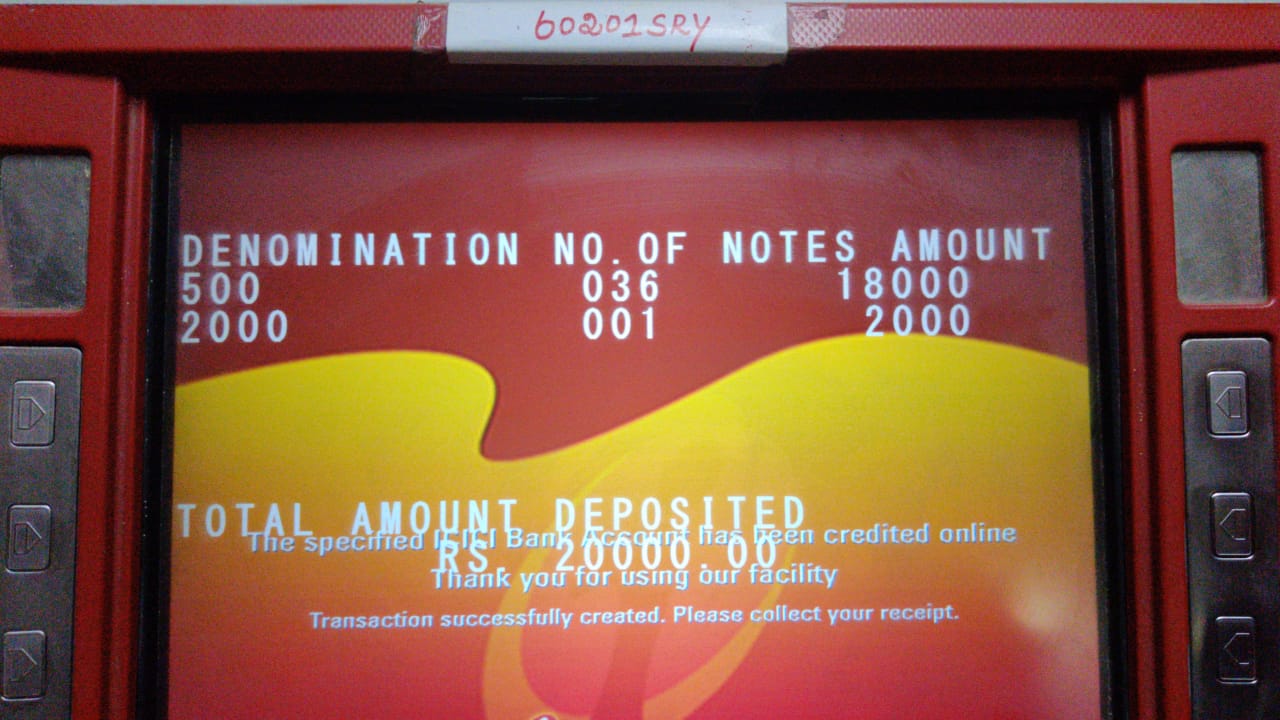 60201SRY
DENOMINATION NO.OF NOTES AMOUNT
500 036 18000
2000 001 2000
TOTAL AMOUNT DEPOSITED
The specified ICICI Bank Account has been credited online
RS. 20000.00
Thank you for using our facility
Transaction successfully created. Please collect your receipt.